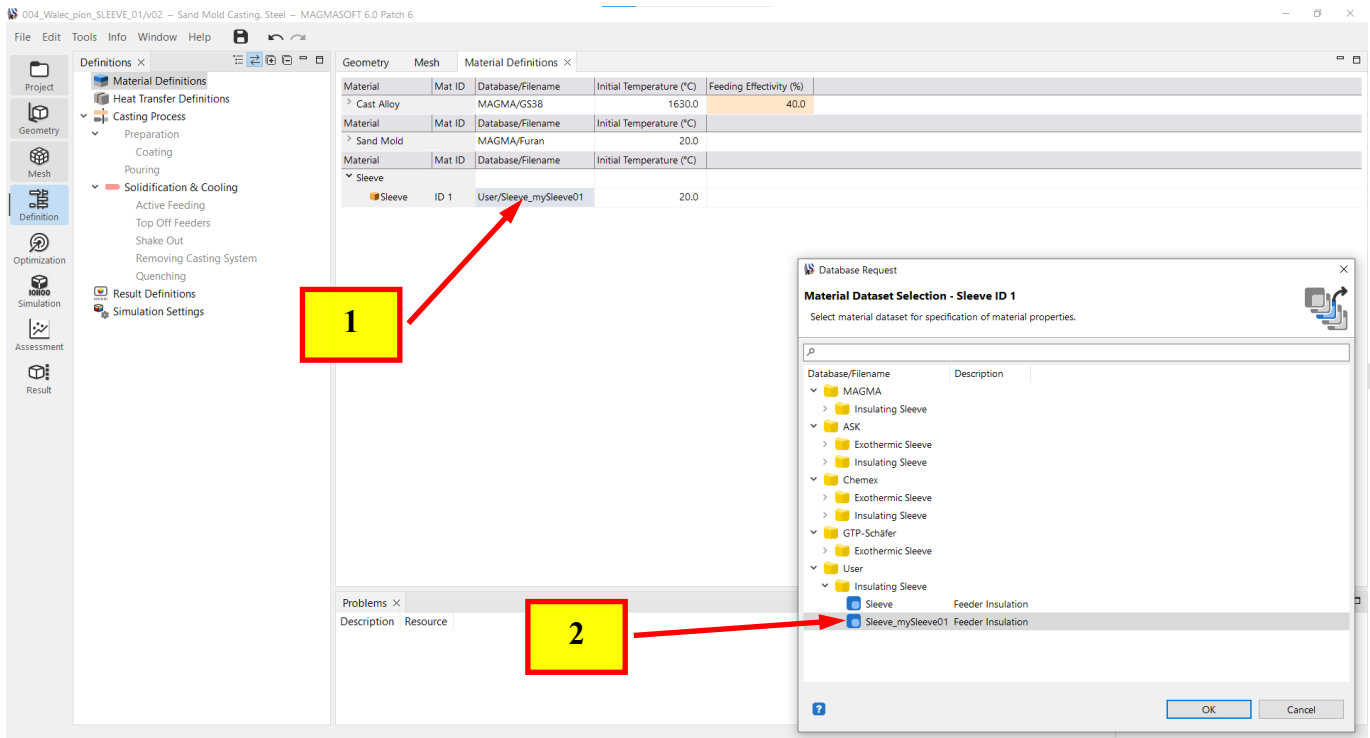 004_Walec_pion_SLEEVE_01/v02 – Sand Mold Casting, Steel – MAGMASOFT 6.0 Patch 6
File Edit Tools Info Window Help
Project
Geometry
Mesh
Definition
Optimization
Simulation
Assessment
Result
Definitions
Material Definitions
Heat Transfer Definitions
Casting Process
Preparation
Coating
Pouring
Solidification & Cooling
Active Feeding
Top Off Feeders
Shake Out
Removing Casting System
Quenching
Result Definitions
Simulation Settings
Geometry Mesh Material Definitions
Material Mat ID Database/Filename Initial Temperature (°C) Feeding Effectivity (%)
Cast Alloy MAGMA/GS38 1630.0 40.0
Material Mat ID Database/Filename Initial Temperature (°C)
Sand Mold MAGMA/Furan 20.0
Material Mat ID Database/Filename Initial Temperature (°C)
Sleeve
Sleeve ID 1 User/Sleeve_mySleeve01 20.0
1
Problems
Description Resource
2
Database Request
Material Dataset Selection - Sleeve ID 1
Select material dataset for specification of material properties.
Database/Filename Description
MAGMA
Insulating Sleeve
ASK
Exothermic Sleeve
Insulating Sleeve
Chemex
Exothermic Sleeve
Insulating Sleeve
GTP-Schäfer
Exothermic Sleeve
User
Insulating Sleeve
Sleeve Feeder Insulation
Sleeve_mySleeve01 Feeder Insulation
?
OK Cancel